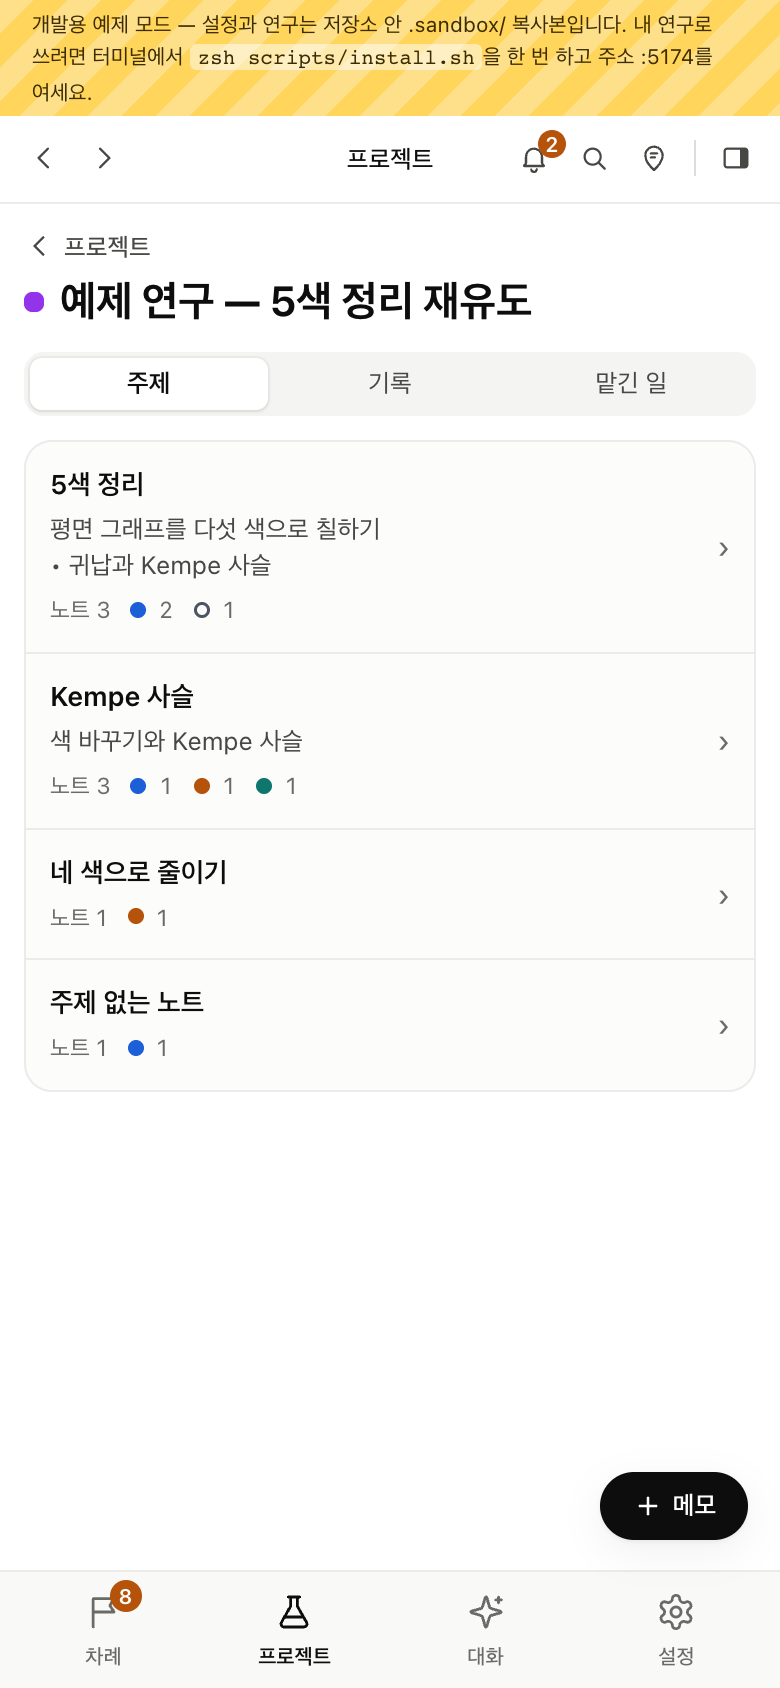 개발용 예제 모드 — 설정과 연구는 저장소 안 .sandbox/ 복사본입니다. 내 연구로
쓰려면 터미널에서 zsh scripts/install.sh 을 한 번 하고 주소 :5174를
여세요.
프로젝트
2
프로젝트
예제 연구 — 5색 정리 재유도
주제 기록 맡긴 일
5색 정리
평면 그래프를 다섯 색으로 칠하기
• 귀납과 Kempe 사슬
노트 3 2 1
Kempe 사슬
색 바꾸기와 Kempe 사슬
노트 3 1 1 1
네 색으로 줄이기
노트 1 1
주제 없는 노트
노트 1 1
+ 메모
8
차례 프로젝트 대화 설정